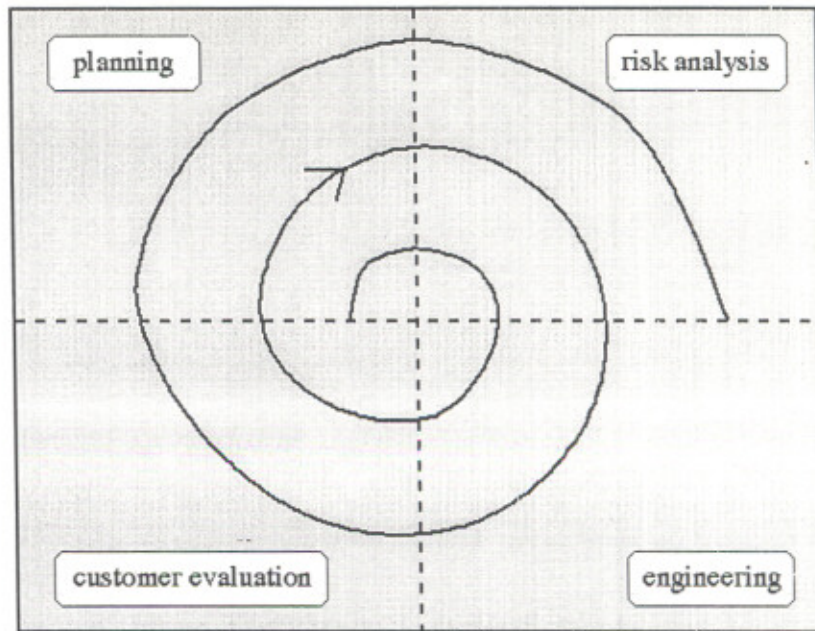 planning
risk analysis
customer evaluation
engineering